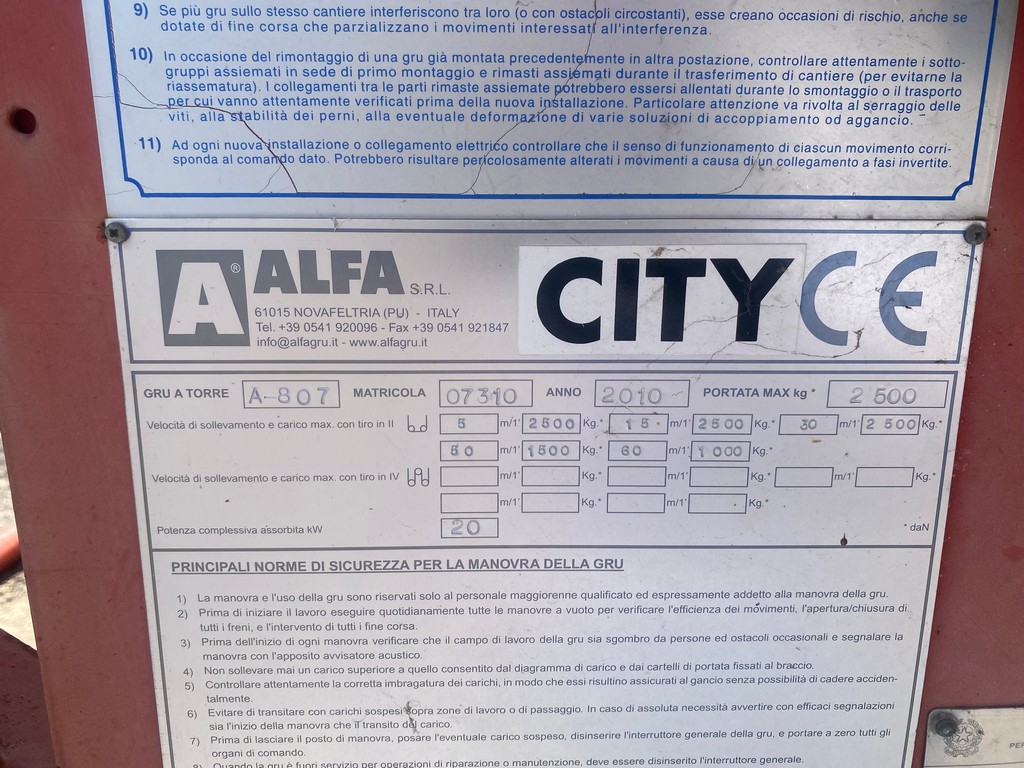 9) Se più gru sullo stesso cantiere interferiscono tra loro (o con ostacoli circostanti), esse creano occasioni di rischio, anche se
dotate di fine corsa che parzializzano i movimenti interessati all'interferenza.
10) In occasione del rimontaggio di una gru già montata precedentemente in altra postazione, controllare attentamente i sotto-
gruppi assiemati in sede di primo montaggio e rimasti assiemati durante il trasferimento di cantiere (per evitarne la
riassematura). I collegamenti tra le parti rimaste assiemate potrebbero essersi allentati durante lo smontaggio o il trasporto
per cui vanno attentamente verificati prima della nuova installazione. Particolare attenzione va rivolta al serraggio delle
viti, alla stabilità dei perni, alla eventuale deformazione di varie soluzioni di accoppiamento od aggancio.
11) Ad ogni nuova installazione o collegamento elettrico controllare che il senso di funzionamento di ciascun movimento corri-
sponda al comando dato. Potrebbero risultare pericolosamente alterati i movimenti a causa di un collegamento a fasi invertite.
A® ALFA S.R.L.
61015 NOVAFELTRIA (PU) - ITALY
Tel. +39 0541 920096 - Fax +39 0541 921847
info@alfagru.it - www.alfagru.it
CITY CE
GRU A TORRE A-807 MATRICOLA 07310 ANNO 2010 PORTATA MAX kg* 2500
Velocità di sollevamento e carico max. con tiro in II 5 m/1' 2500 Kg.* 15 m/1' 2500 Kg.* 30 m/1' 2500 Kg.*
50 m/1' 1500 Kg.* 60 m/1' 1000 Kg.*
Velocità di sollevamento e carico max. con tiro in IV m/1' Kg.* m/1' Kg.* m/1' Kg.*
m/1' Kg.* m/1' Kg.*
Potenza complessiva assorbita kW 20 * daN
PRINCIPALI NORME DI SICUREZZA PER LA MANOVRA DELLA GRU
1) La manovra e l'uso della gru sono riservati solo al personale maggiorenne qualificato ed espressamente addetto alla manovra della gru.
2) Prima di iniziare il lavoro eseguire quotidianamente tutte le manovre a vuoto per verificare l'efficienza dei movimenti, l'apertura/chiusura di
tutti i freni, e l'intervento di tutti i fine corsa.
3) Prima dell'inizio di ogni manovra verificare che il campo di lavoro della gru sia sgombro da persone ed ostacoli occasionali e segnalare la
manovra con l'apposito avvisatore acustico.
4) Non sollevare mai un carico superiore a quello consentito dal diagramma di carico e dai cartelli di portata fissati al braccio.
5) Controllare attentamente la corretta imbragatura dei carichi, in modo che essi risultino assicurati al gancio senza possibilità di cadere acciden-
talmente.
6) Evitare di transitare con carichi sospesi sopra zone di lavoro o di passaggio. In caso di assoluta necessità avvertire con efficaci segnalazioni
sia l'inizio della manovra che il transito del carico.
7) Prima di lasciare il posto di manovra, posare l'eventuale carico sospeso, disinserire l'interruttore generale della gru, e portare a zero tutti gli
organi di comando.
8) Quando la gru è fuori servizio per operazioni di riparazione o manutenzione, deve essere disinserito l'interruttore generale.